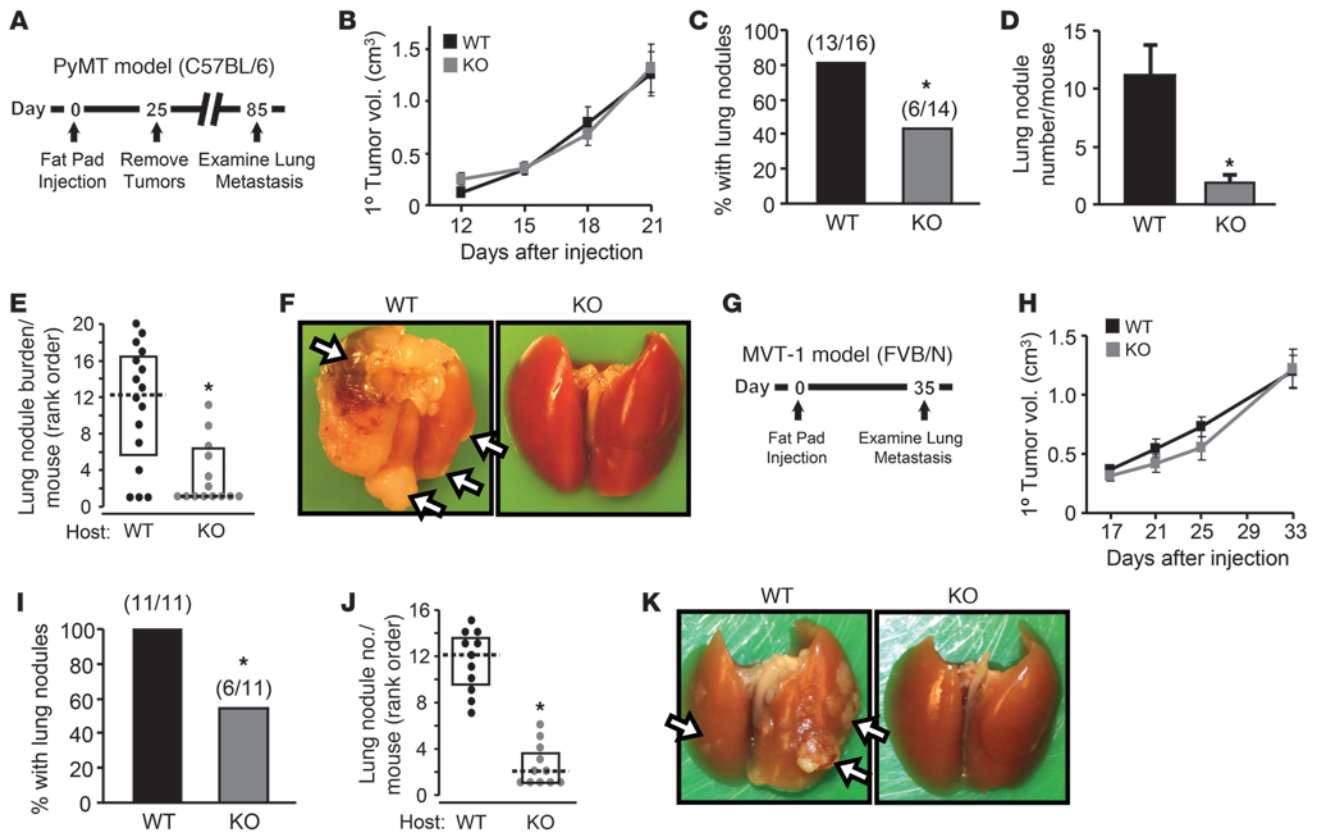 A
PyMT model (C57BL/6)
Day 0 25 85
Fat Pad Remove Examine Lung
Injection Tumors Metastasis
B
1º Tumor vol. (cm³)
1.5
1.0
0.5
0
WT
KO
12 15 18 21
Days after injection
C
% with lung nodules
100
80
60
40
20
0
(13/16)
*
(6/14)
WT KO
D
Lung nodule
number/mouse
15
10
5
0
*
WT KO
E
Lung nodule burden/
mouse (rank order)
20
16
12
8
4
0
*
Host: WT KO
F
WT KO
G
MVT-1 model (FVB/N)
Day 0 35
Fat Pad Examine Lung
Injection Metastasis
H
1º Tumor vol. (cm³)
1.5
1.0
0.5
0
WT
KO
17 21 25 29 33
Days after injection
I
% with lung nodules
100
80
60
40
20
0
(11/11)
*
(6/11)
WT KO
J
Lung nodule no./
mouse (rank order)
16
12
8
4
0
*
Host: WT KO
K
WT KO